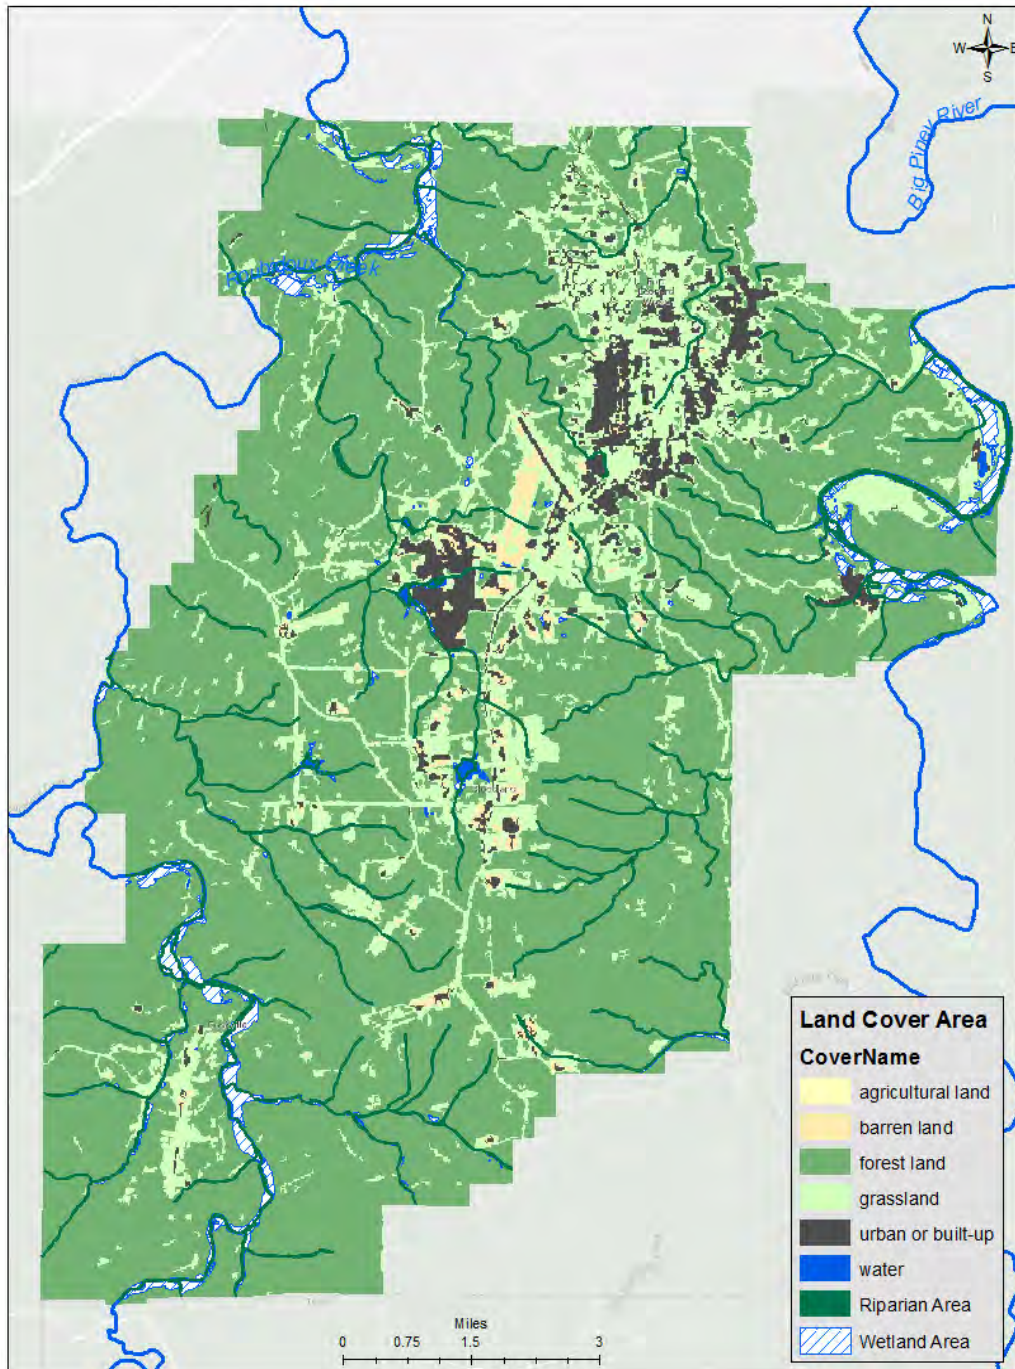 N
W E
S
Big Piney River
Roubidoux Creek
Land Cover Area
CoverName
agricultural land
barren land
forest land
grassland
urban or built-up
water
Riparian Area
Wetland Area
Miles
0 0.75 1.5 3